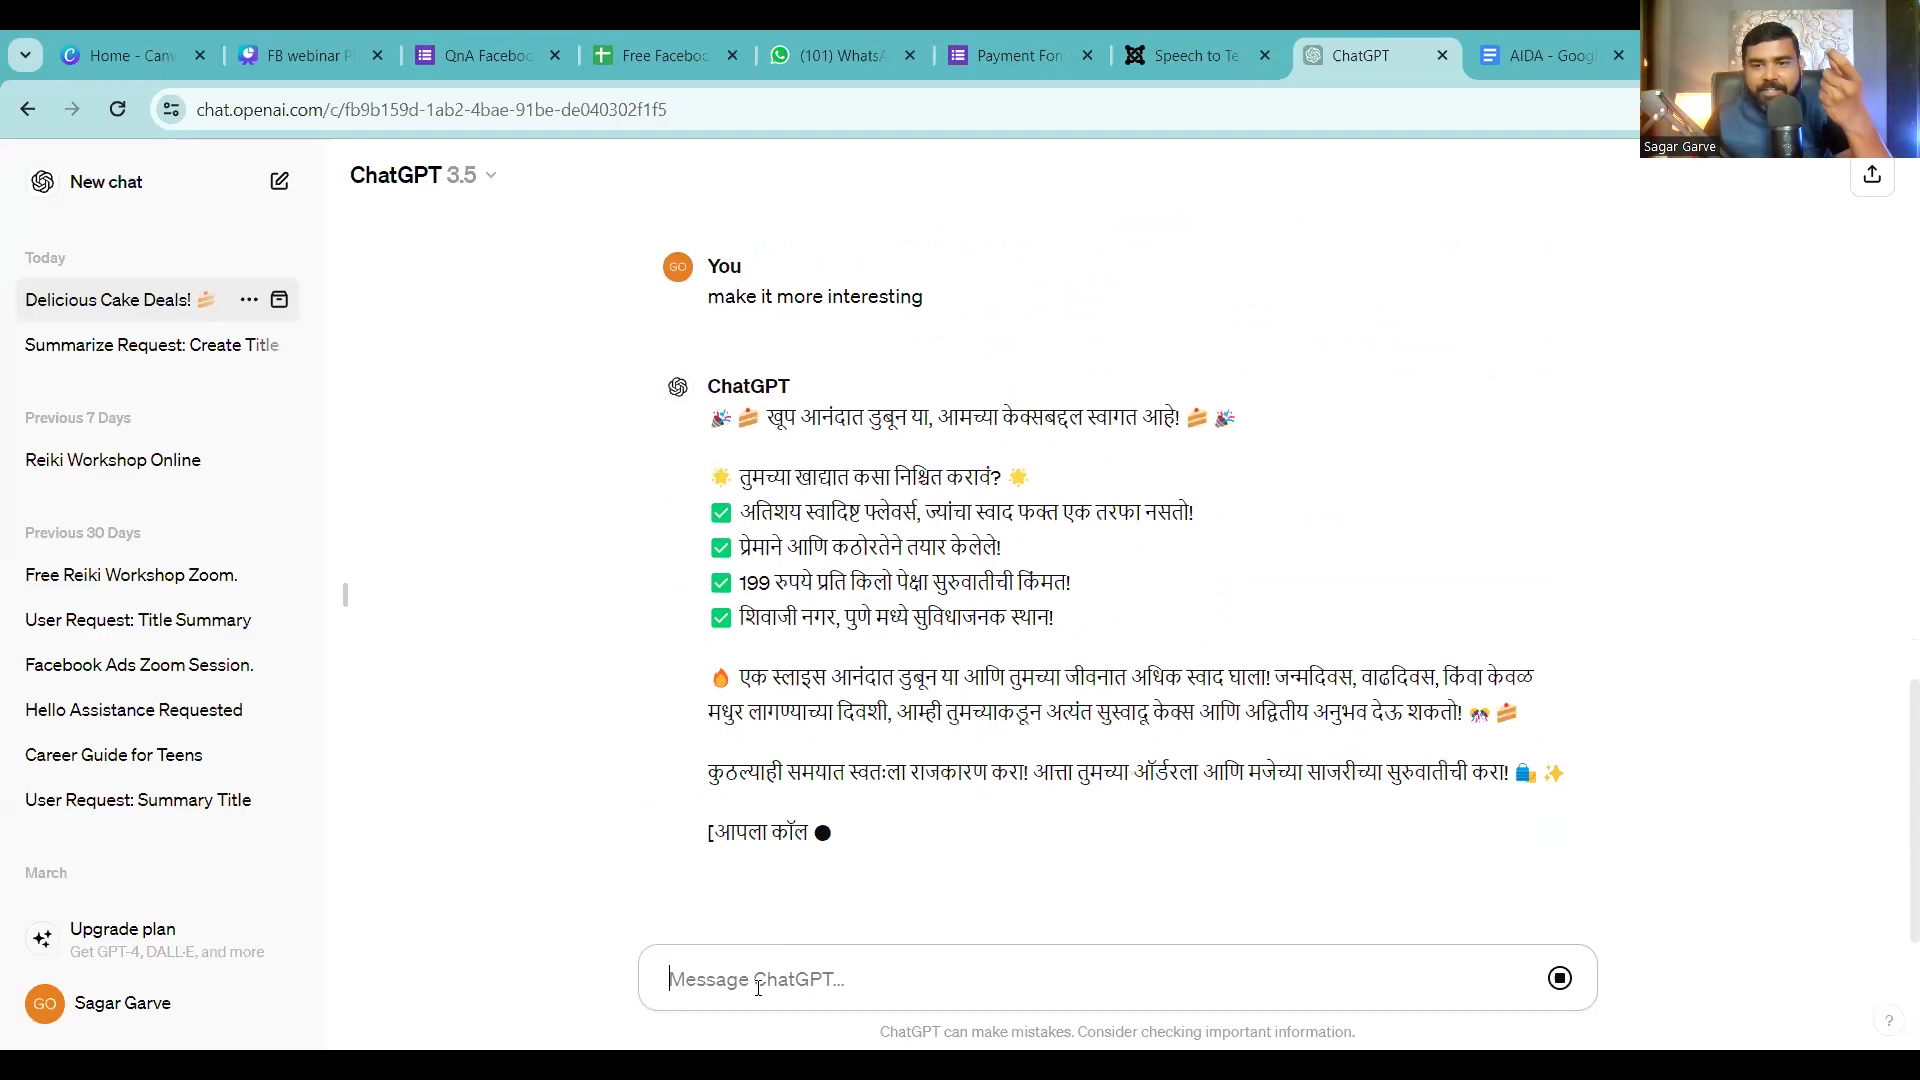 Home - Canv
FB webinar P
QnA Faceboo
Free Faceboo
(101) WhatsA
Payment For
Speech to Te
ChatGPT
AIDA - Goog
chat.openai.com/c/fb9b159d-1ab2-4bae-91be-de040302f1f5
Sagar Garve
New chat
ChatGPT 3.5
Today
Delicious Cake Deals! 🍰
Summarize Request: Create Title
Previous 7 Days
Reiki Workshop Online
Previous 30 Days
Free Reiki Workshop Zoom.
User Request: Title Summary
Facebook Ads Zoom Session.
Hello Assistance Requested
Career Guide for Teens
User Request: Summary Title
March
Upgrade plan
Get GPT-4, DALL·E, and more
GO Sagar Garve
GO You
make it more interesting
ChatGPT
🎉 🍰 खूप आनंदात डुबून या, आमच्या केक्सबद्दल स्वागत आहे! 🍰 🎉
🌟 तुमच्या खाद्यात कसा निश्चित करावं? 🌟
✅ अतिशय स्वादिष्ट फ्लेवर्स, ज्यांचा स्वाद फक्त एक तरफा नसतो!
✅ प्रेमाने आणि कठोरतेने तयार केलेले!
✅ 199 रुपये प्रति किलो पेक्षा सुरुवातीची किंमत!
✅ शिवाजी नगर, पुणे मध्ये सुविधाजनक स्थान!
🔥 एक स्लाइस आनंदात डुबून या आणि तुमच्या जीवनात अधिक स्वाद घाला! जन्मदिवस, वाढदिवस, किंवा केवळ
मधुर लागण्याच्या दिवशी, आम्ही तुमच्याकडून अत्यंत सुस्वादू केक्स आणि अद्वितीय अनुभव देऊ शकतो! 🎊 🍰
कुठल्याही समयात स्वतःला राजकारण करा! आत्ता तुमच्या ऑर्डरला आणि मजेच्या साजरीच्या सुरुवातीची करा! 🛍️ ✨
[आपला कॉल
Message ChatGPT...
ChatGPT can make mistakes. Consider checking important information.
?